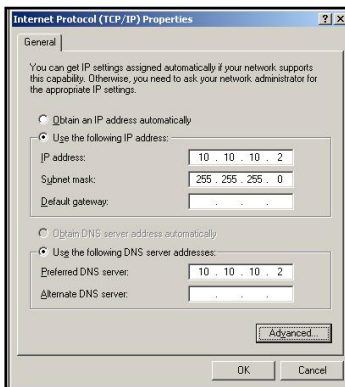 Internet Protocol (TCP/IP) Properties ? X
General
You can get IP settings assigned automatically if your network supports
this capability. Otherwise, you need to ask your network administrator for
the appropriate IP settings.
Obtain an IP address automatically
Use the following IP address:
IP address: 10 . 10 . 10 . 2
Subnet mask: 255 . 255 . 255 . 0
Default gateway: . . .
Obtain DNS server address automatically
Use the following DNS server addresses:
Preferred DNS server: 10 . 10 . 10 . 2
Alternate DNS server: . . .
Advanced...
OK Cancel